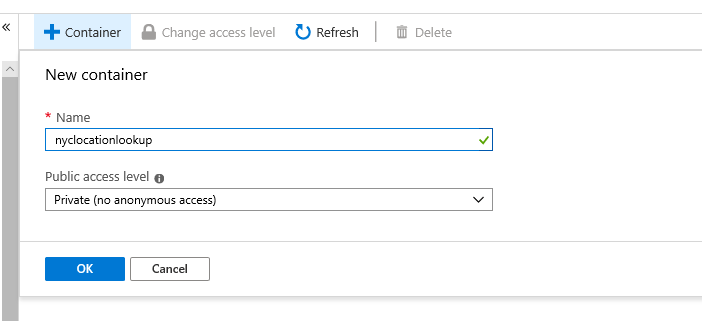 Container Change access level Refresh Delete
New container
* Name
nyclocationlookup
Public access level
Private (no anonymous access)
OK Cancel